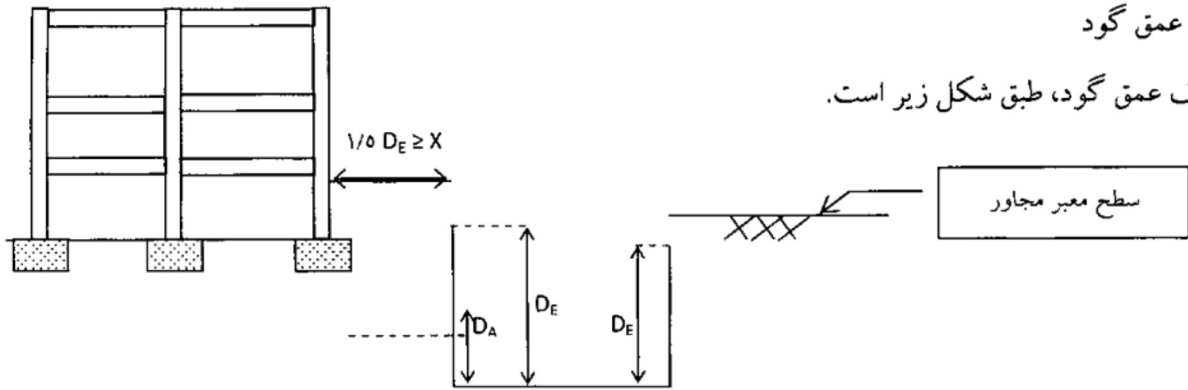 عمق گود
عمق گود، طبق شکل زیر است.
۱/۵ D_E ≥ X
سطح معبر مجاور
D_E
D_E
D_A